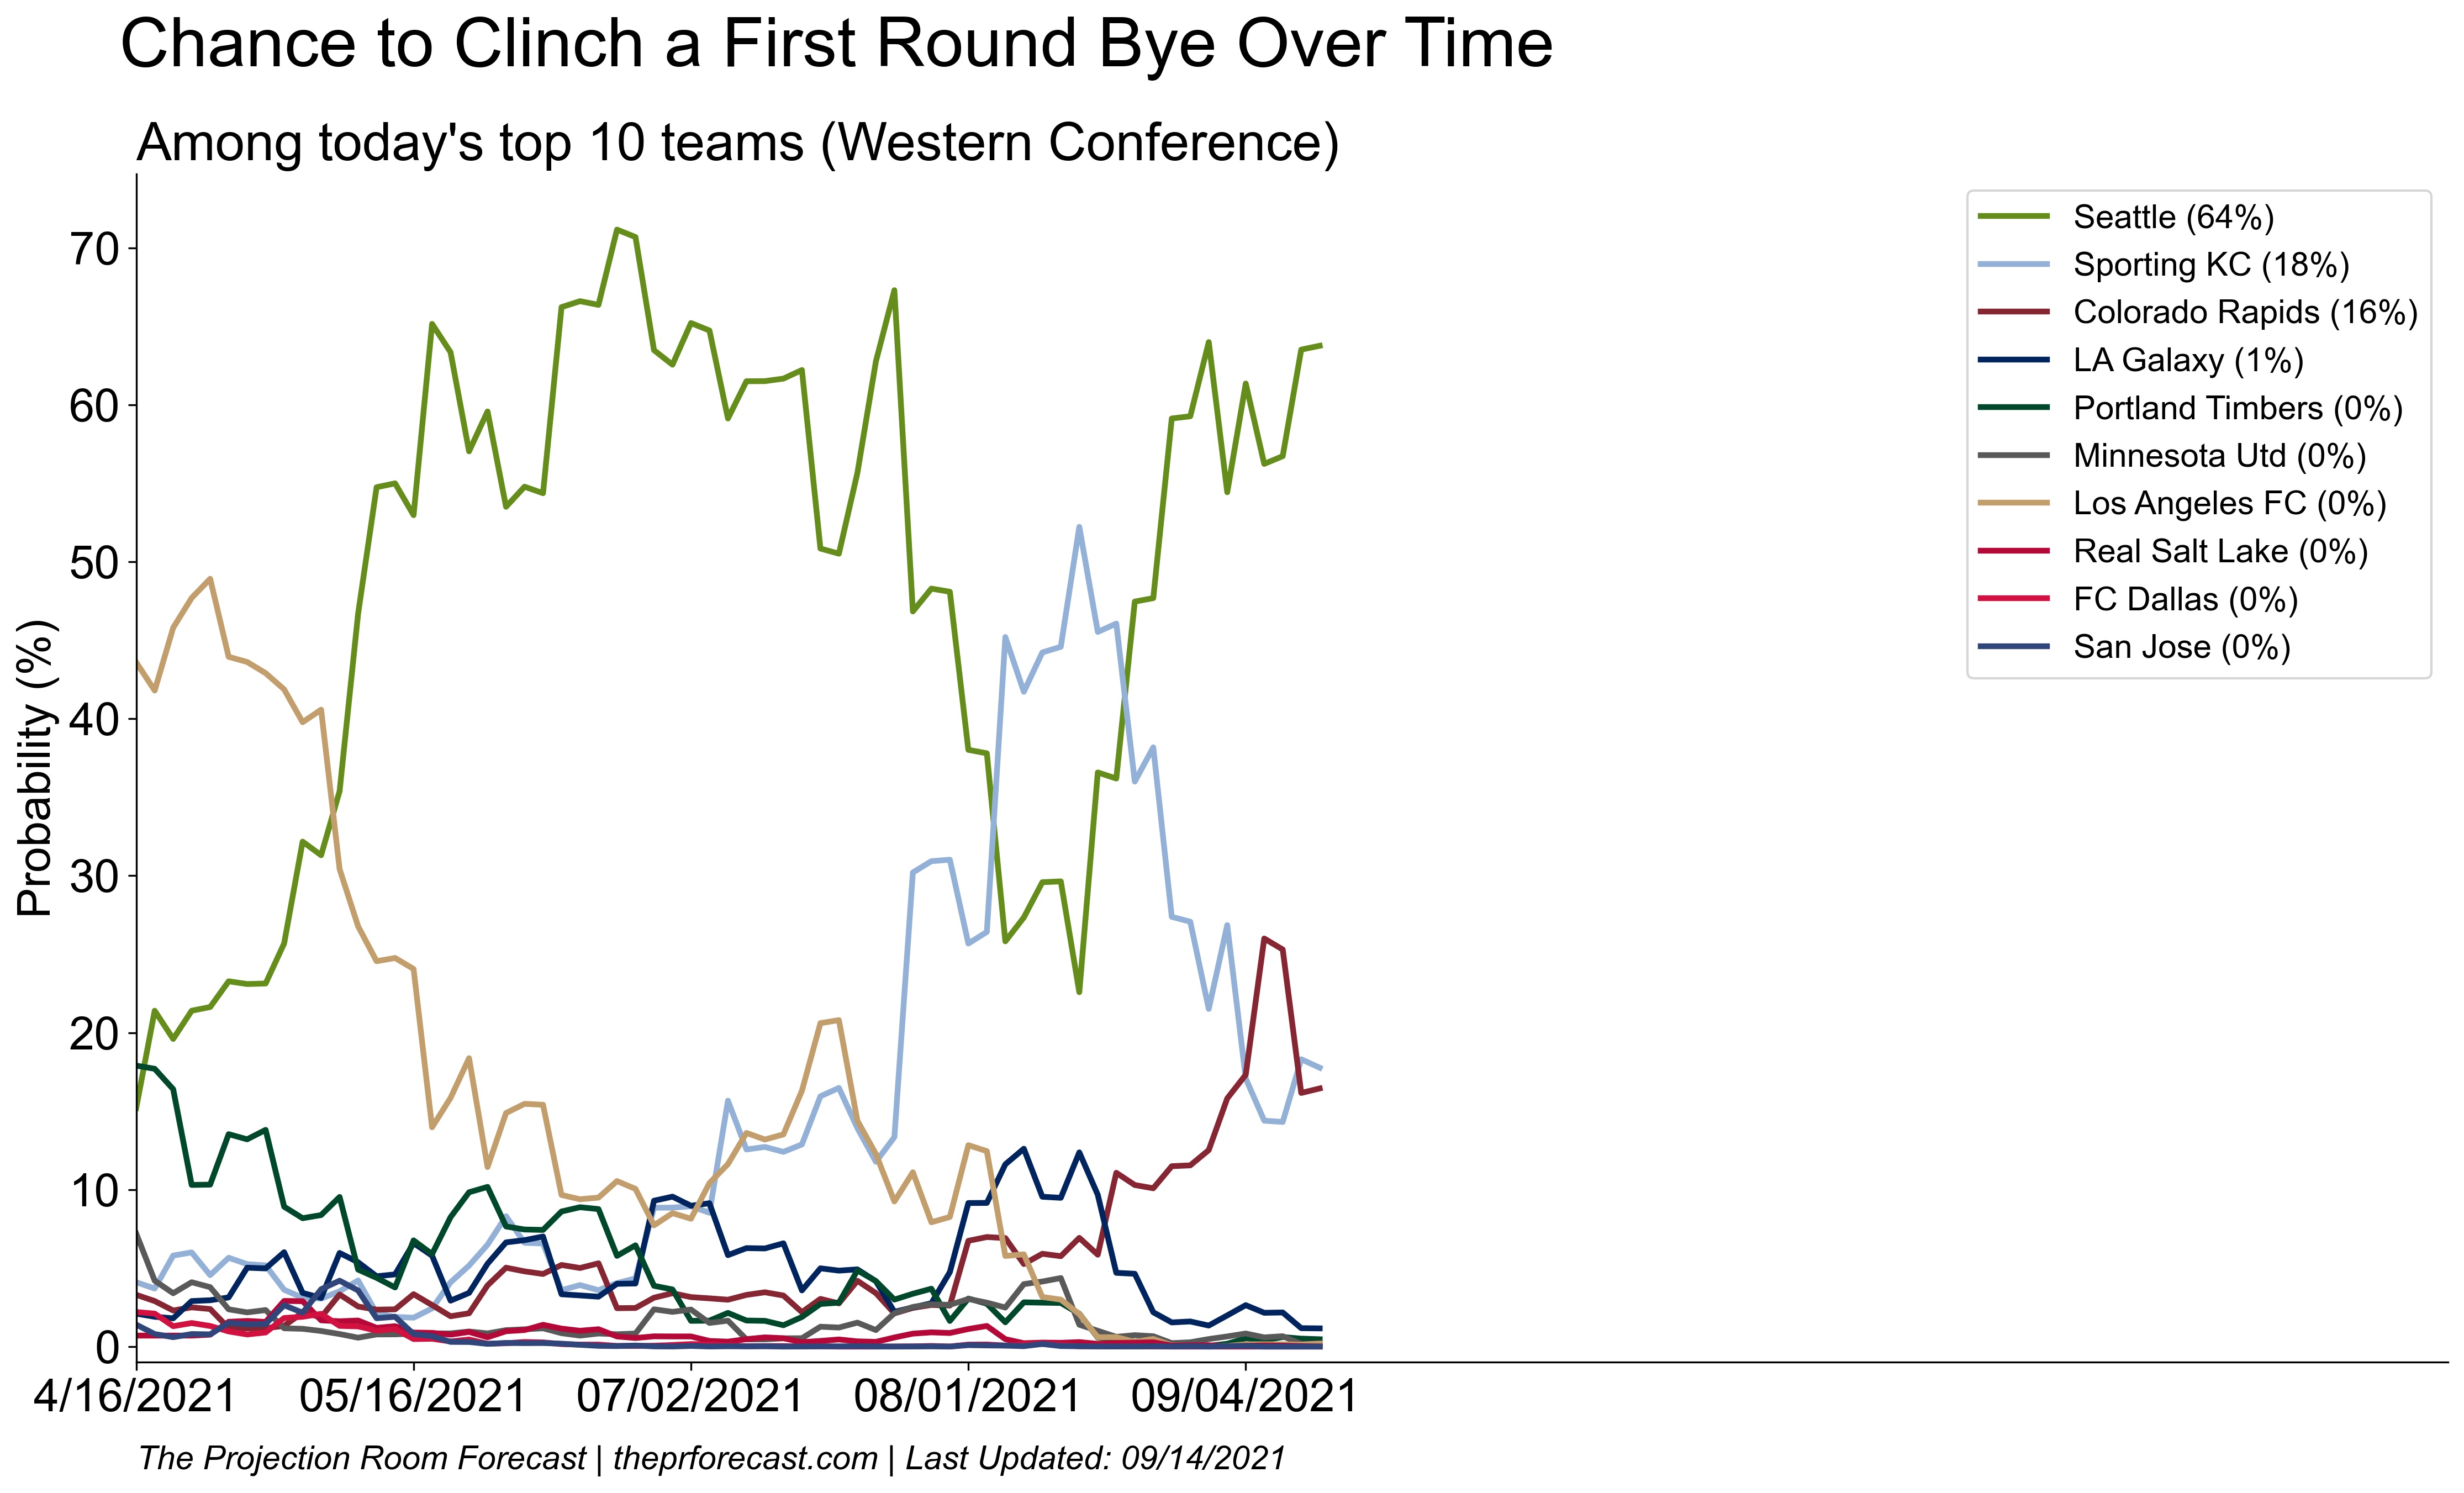 Chance to Clinch a First Round Bye Over Time
Among today's top 10 teams (Western Conference)
Probability (%)
70
60
50
40
30
20
10
0
4/16/2021
05/16/2021
07/02/2021
08/01/2021
09/04/2021
Seattle (64%)
Sporting KC (18%)
Colorado Rapids (16%)
LA Galaxy (1%)
Portland Timbers (0%)
Minnesota Utd (0%)
Los Angeles FC (0%)
Real Salt Lake (0%)
FC Dallas (0%)
San Jose (0%)
The Projection Room Forecast | theprforecast.com | Last Updated: 09/14/2021